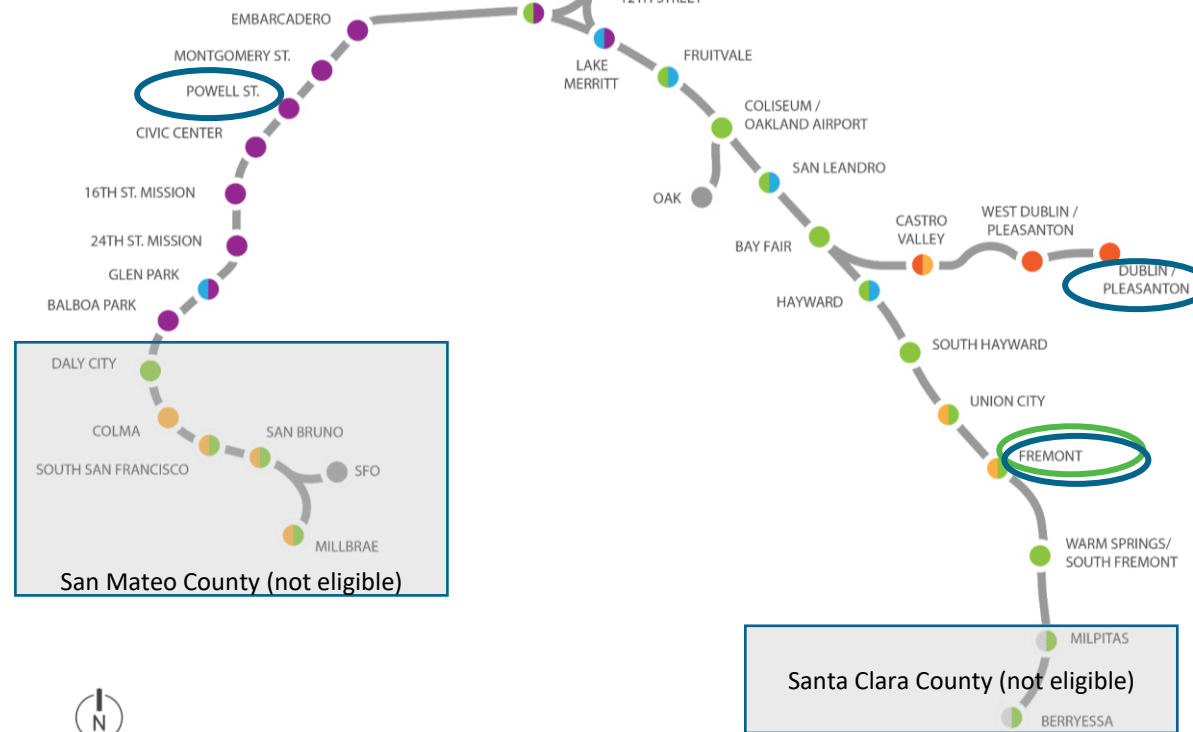 12TH STREET
EMBARCADERO
MONTGOMERY ST.
POWELL ST.
CIVIC CENTER
16TH ST. MISSION
24TH ST. MISSION
GLEN PARK
BALBOA PARK
DALY CITY
COLMA
SOUTH SAN FRANCISCO
SAN BRUNO
SFO
MILLBRAE
San Mateo County (not eligible)
N
LAKE
MERRITT
FRUITVALE
COLISEUM /
OAKLAND AIRPORT
OAK
SAN LEANDRO
BAY FAIR
CASTRO
VALLEY
WEST DUBLIN /
PLEASANTON
DUBLIN /
PLEASANTON
HAYWARD
SOUTH HAYWARD
UNION CITY
FREMONT
WARM SPRINGS/
SOUTH FREMONT
MILPITAS
Santa Clara County (not eligible)
BERRYESSA